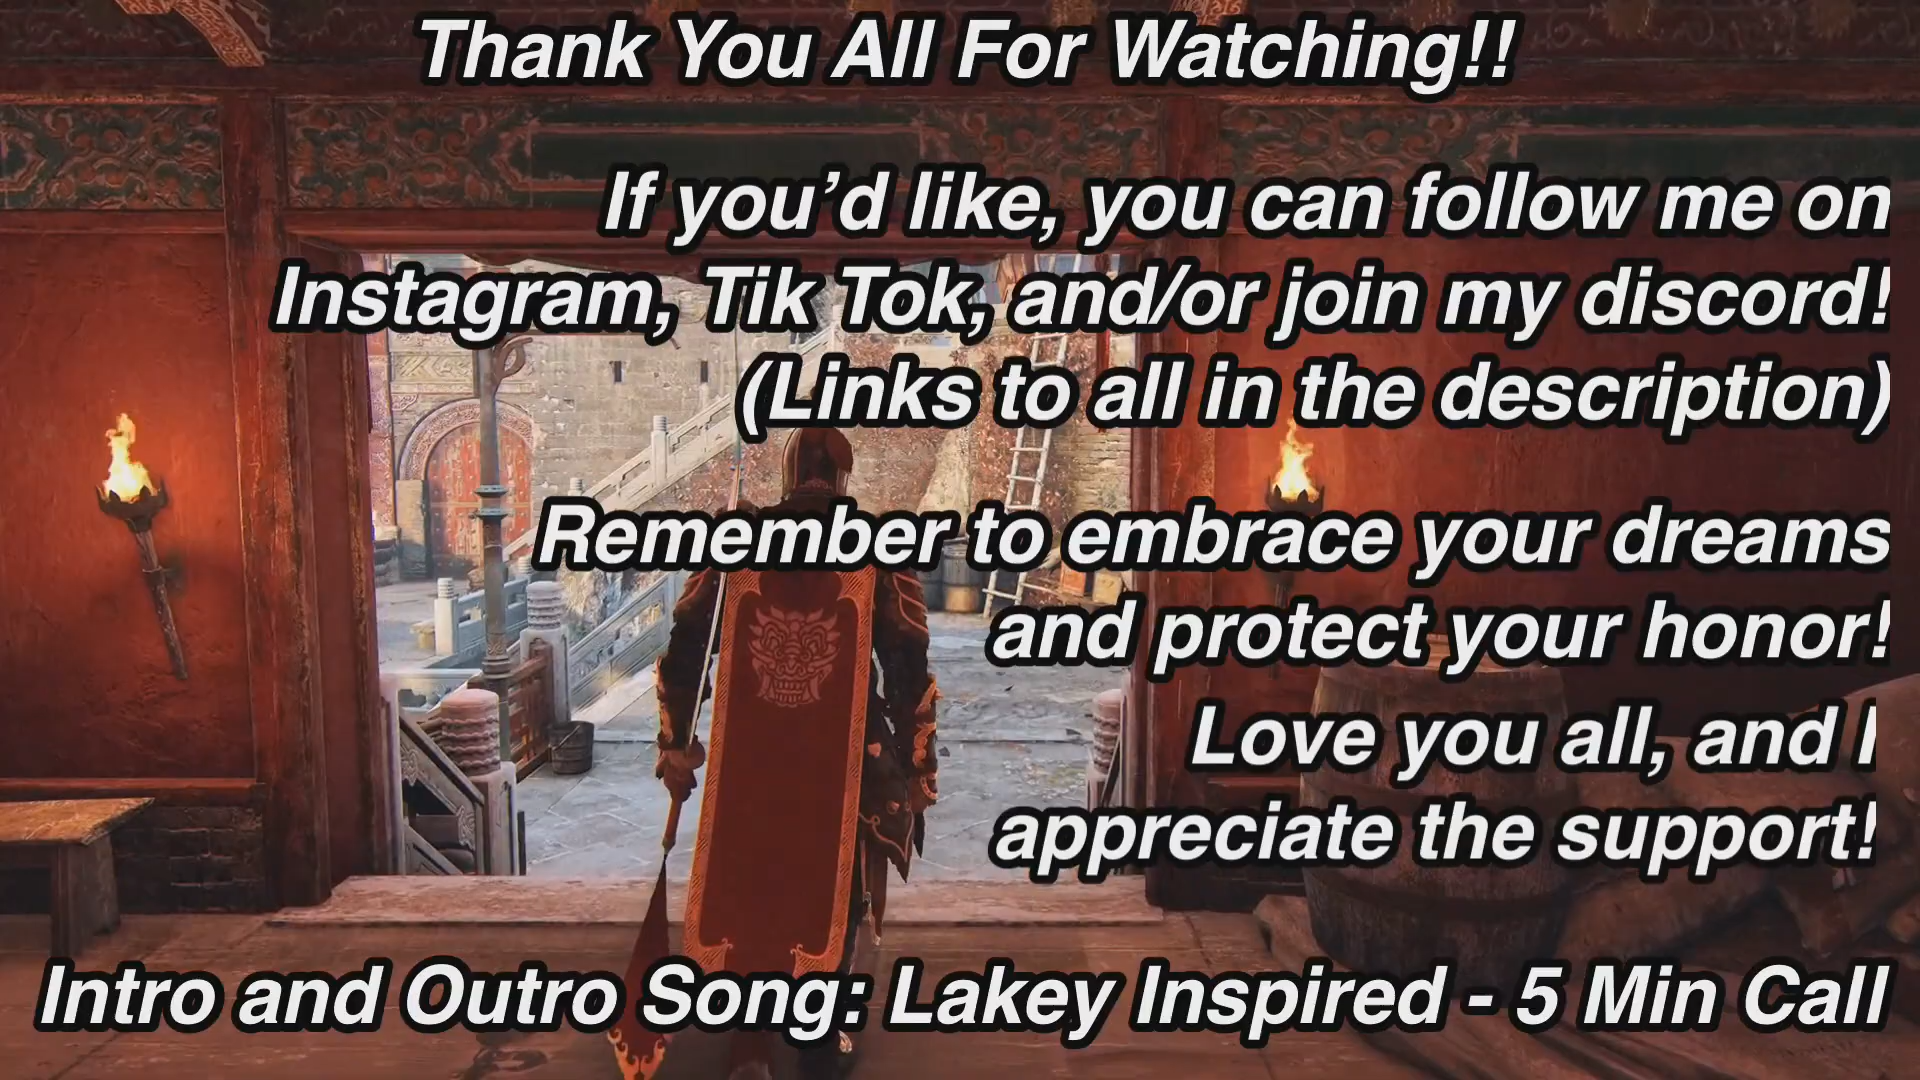 Thank You All For Watching!!
If you’d like, you can follow me on
Instagram, Tik Tok, and/or join my discord!
(Links to all in the description)
Remember to embrace your dreams
and protect your honor!
Love you all, and I
appreciate the support!
Intro and Outro Song: Lakey Inspired - 5 Min Call